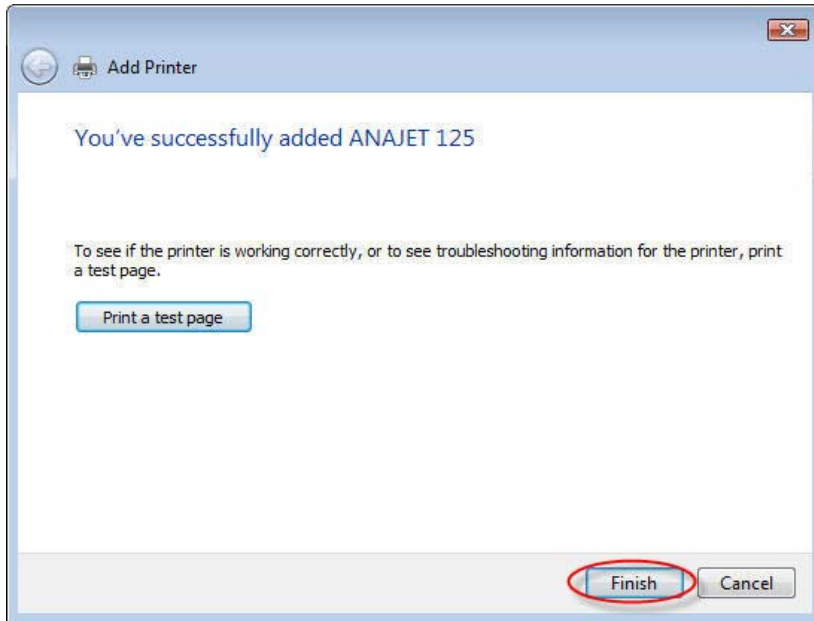 Add Printer
You've successfully added ANAJET 125
To see if the printer is working correctly, or to see troubleshooting information for the printer, print
a test page.
Print a test page
Finish Cancel